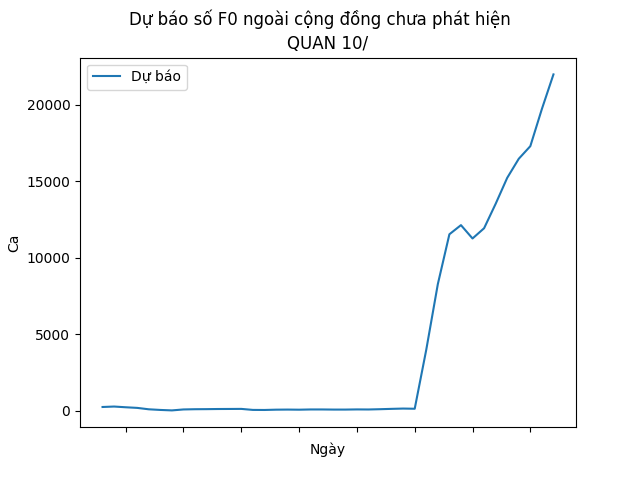 Dự báo số F0 ngoài cộng đồng chưa phát hiện
QUAN 10/
Dự báo
20000
15000
10000
5000
0
Ca
Ngày